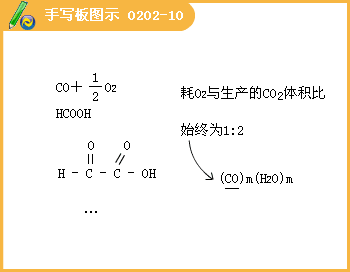 手写板图示 0202-10
CO＋ 1/2 O₂
HCOOH
O O
H - C - C - OH
...
耗O₂与生产的CO₂体积比
始终为1:2
(CO)m(H₂O)m